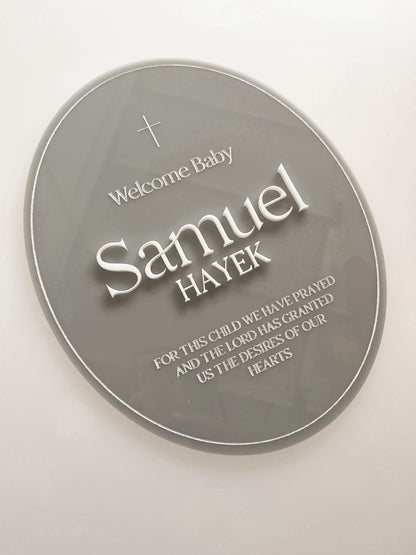 Welcome Baby
Samuel
HAYEK
FOR THIS CHILD WE HAVE PRAYED
AND THE LORD HAS GRANTED
US THE DESIRES OF OUR
HEARTS